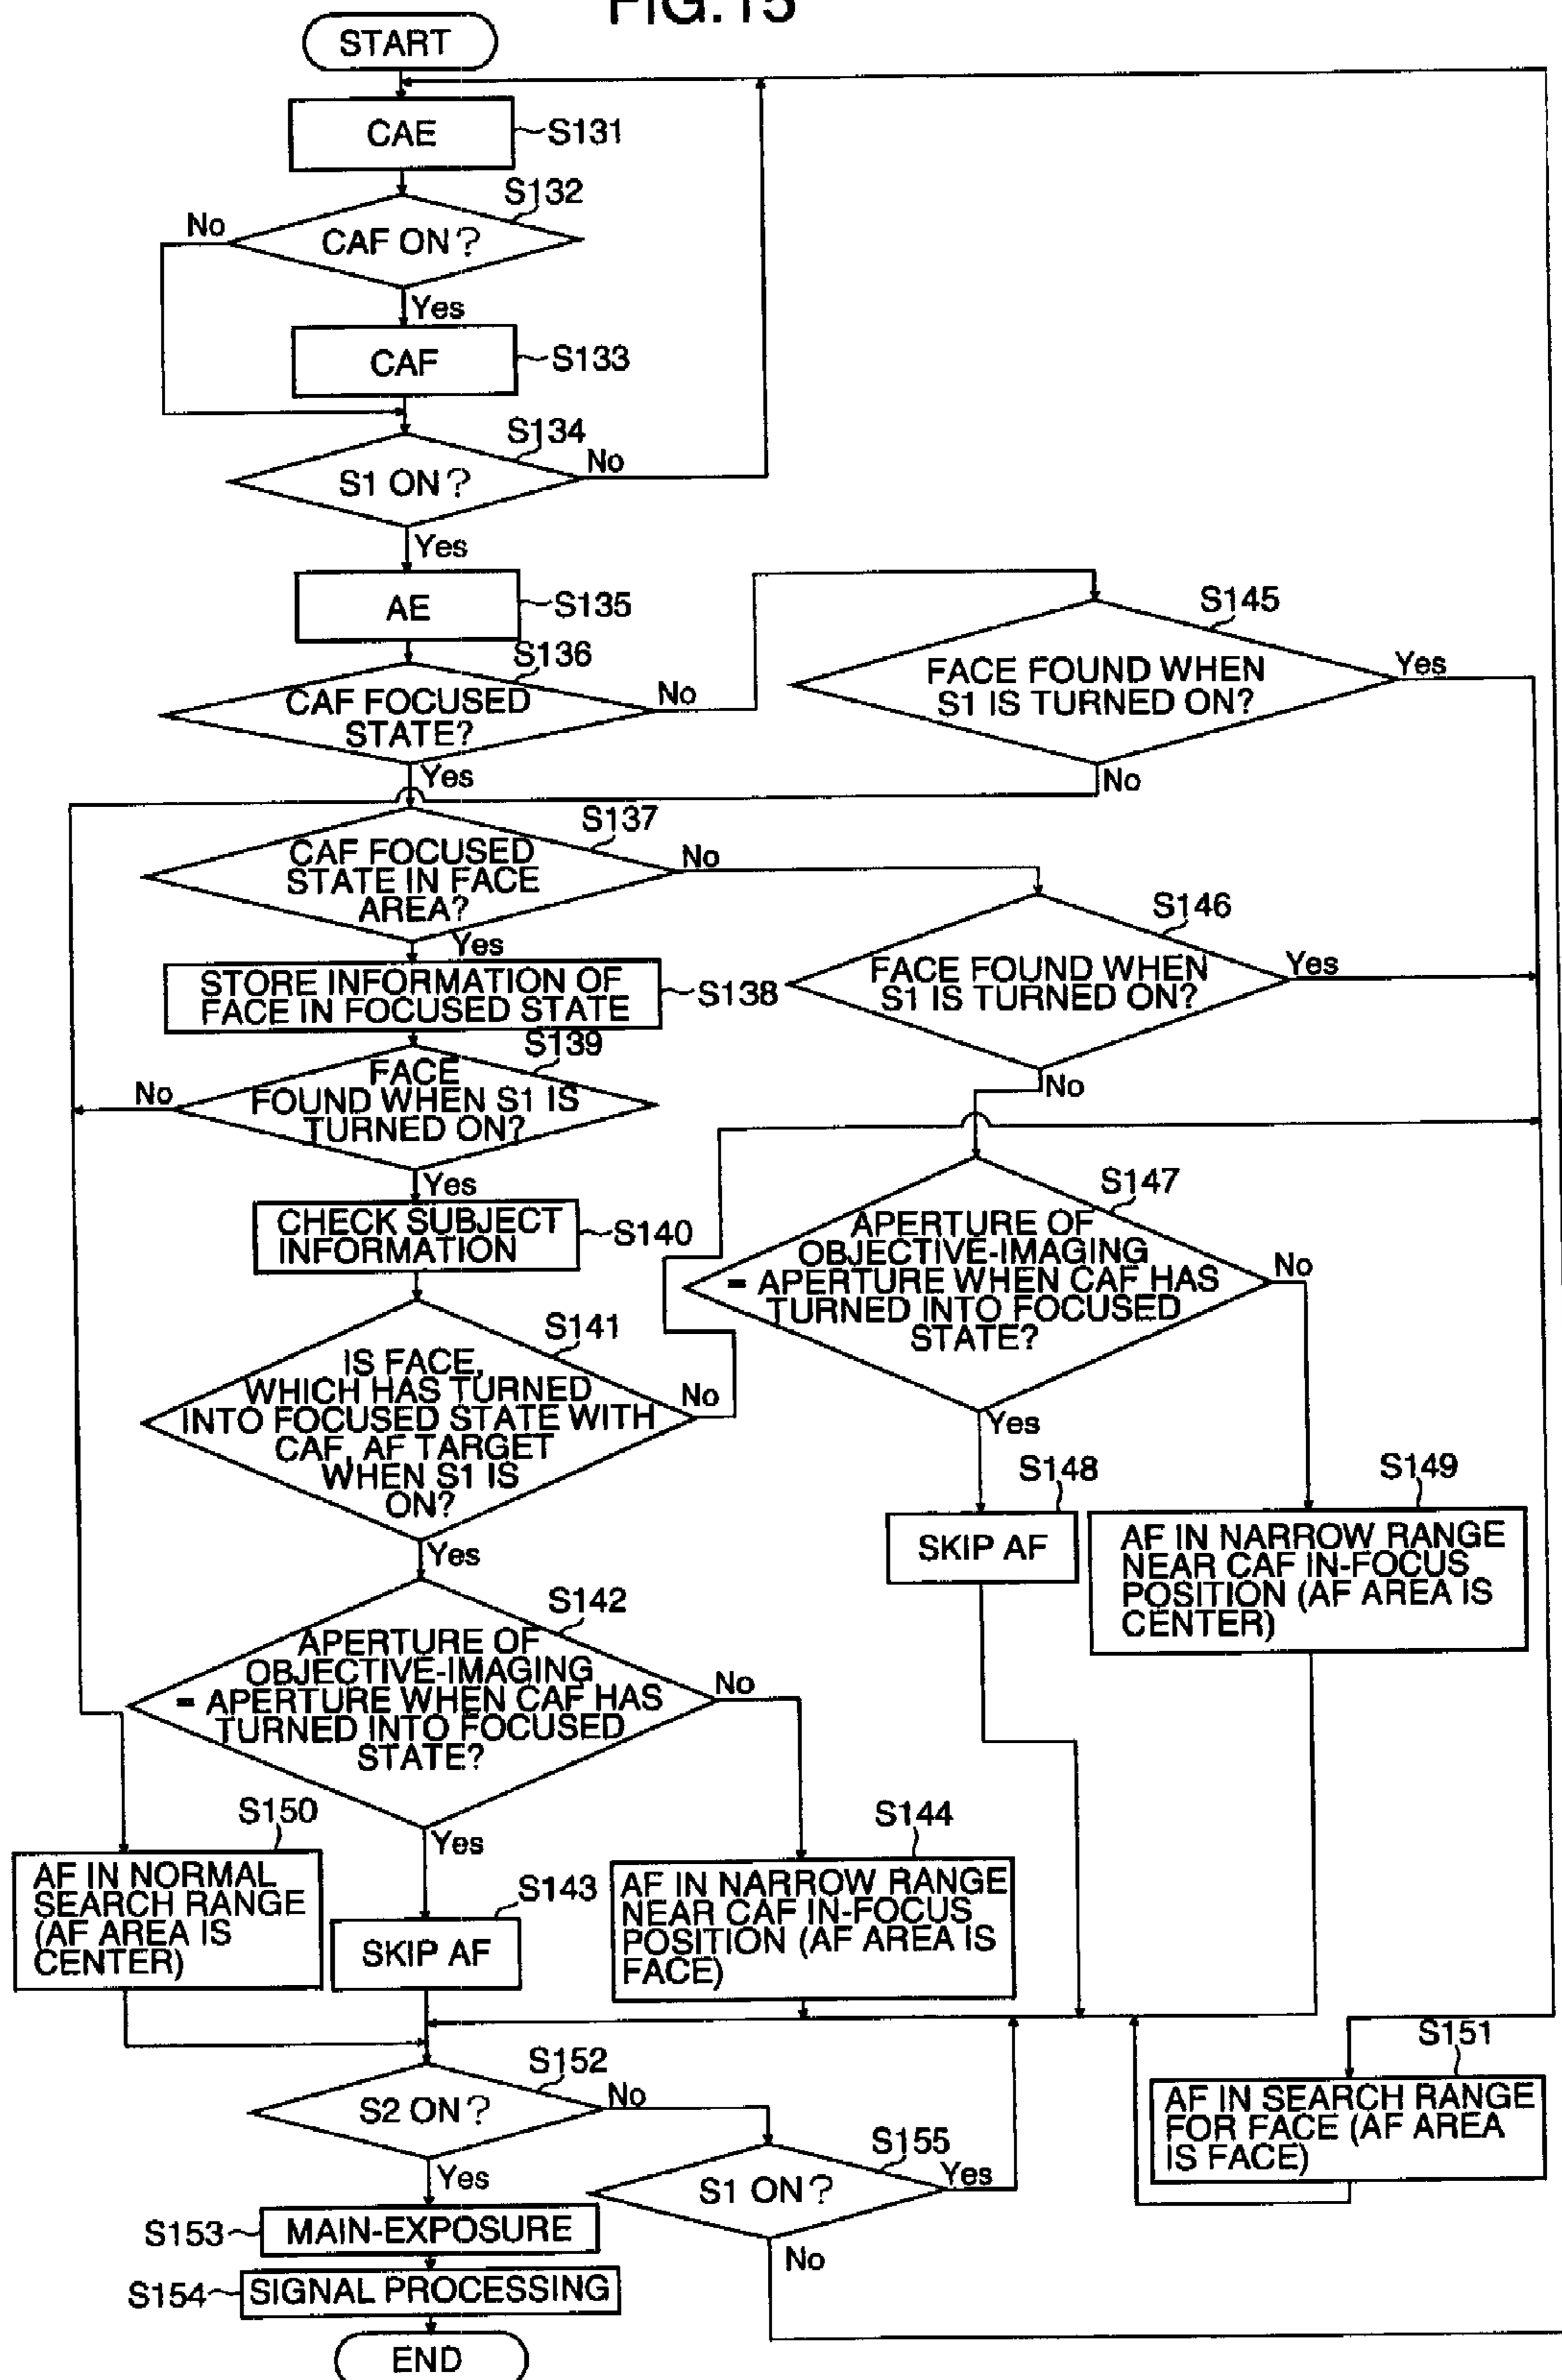 FIG.15
START
CAE
S131
S132
No
CAF ON?
Yes
CAF
S133
S134
No
S1 ON?
Yes
AE
S135
S136
CAF FOCUSED
STATE?
No
Yes
S145
FACE FOUND WHEN
S1 IS TURNED ON?
Yes
No
S137
CAF FOCUSED
STATE IN FACE
AREA?
No
Yes
S146
FACE FOUND WHEN
S1 IS TURNED ON?
Yes
No
STORE INFORMATION OF
FACE IN FOCUSED STATE
S138
S139
FACE
FOUND WHEN S1 IS
TURNED ON?
No
Yes
CHECK SUBJECT
INFORMATION
S140
S141
IS FACE,
WHICH HAS TURNED
INTO FOCUSED STATE WITH
CAF, AF TARGET
WHEN S1 IS
ON?
No
Yes
S147
APERTURE OF
OBJECTIVE-IMAGING
= APERTURE WHEN CAF HAS
TURNED INTO FOCUSED
STATE?
No
Yes
S148
SKIP AF
S149
AF IN NARROW RANGE
NEAR CAF IN-FOCUS
POSITION (AF AREA IS
CENTER)
S142
APERTURE OF
OBJECTIVE-IMAGING
= APERTURE WHEN CAF HAS
TURNED INTO FOCUSED
STATE?
No
Yes
S150
AF IN NORMAL
SEARCH RANGE
(AF AREA IS
CENTER)
S143
SKIP AF
S144
AF IN NARROW RANGE
NEAR CAF IN-FOCUS
POSITION (AF AREA IS
FACE)
S151
AF IN SEARCH RANGE
FOR FACE (AF AREA
IS FACE)
S152
S2 ON?
No
Yes
S155
S1 ON?
Yes
No
S153
MAIN-EXPOSURE
S154
SIGNAL PROCESSING
END